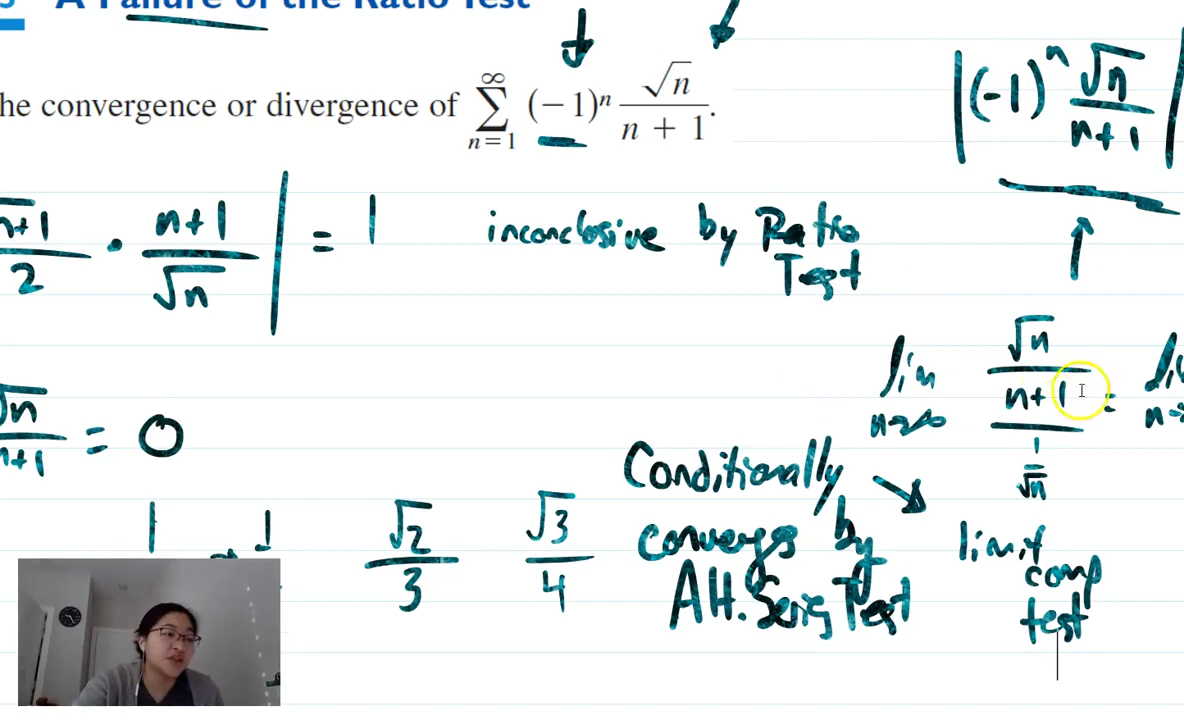 A Failure of the Ratio Test
he convergence or divergence of ∑_{n=1}^{∞} (−1)^n √n / (n + 1).
|(-1)^n √n / (n+1)|
√n+1 / 2 · n+1 / √n | = 1
inconclusive by Ratio Test
lim n→∞ (√n / (n+1)) / (1/√n) =
√n / n+1 = 0
Conditionally
converges by
Alt. Series Test
limit
comp
test
√2 / 3
√3 / 4